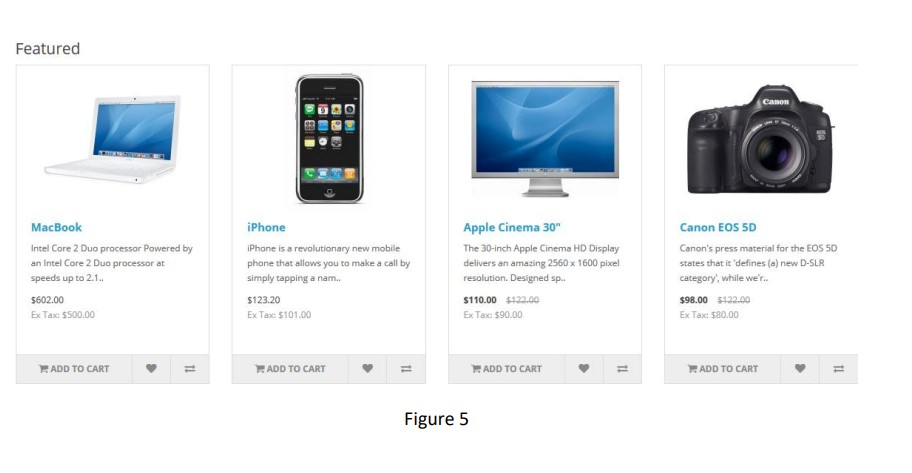 Featured
MacBook
Intel Core 2 Duo processor Powered by
an Intel Core 2 Duo processor at
speeds up to 2.1..
$602.00
Ex Tax: $500.00
ADD TO CART
iPhone
iPhone is a revolutionary new mobile
phone that allows you to make a call by
simply tapping a nam..
$123.20
Ex Tax: $101.00
ADD TO CART
Apple Cinema 30"
The 30-inch Apple Cinema HD Display
delivers an amazing 2560 x 1600 pixel
resolution. Designed sp..
$110.00 $122.00
Ex Tax: $90.00
ADD TO CART
Canon
EOS
5D
Canon EOS 5D
Canon's press material for the EOS 5D
states that it 'defines (a) new D-SLR
category', while we'r..
$98.00 $122.00
Ex Tax: $80.00
ADD TO CART
Figure 5